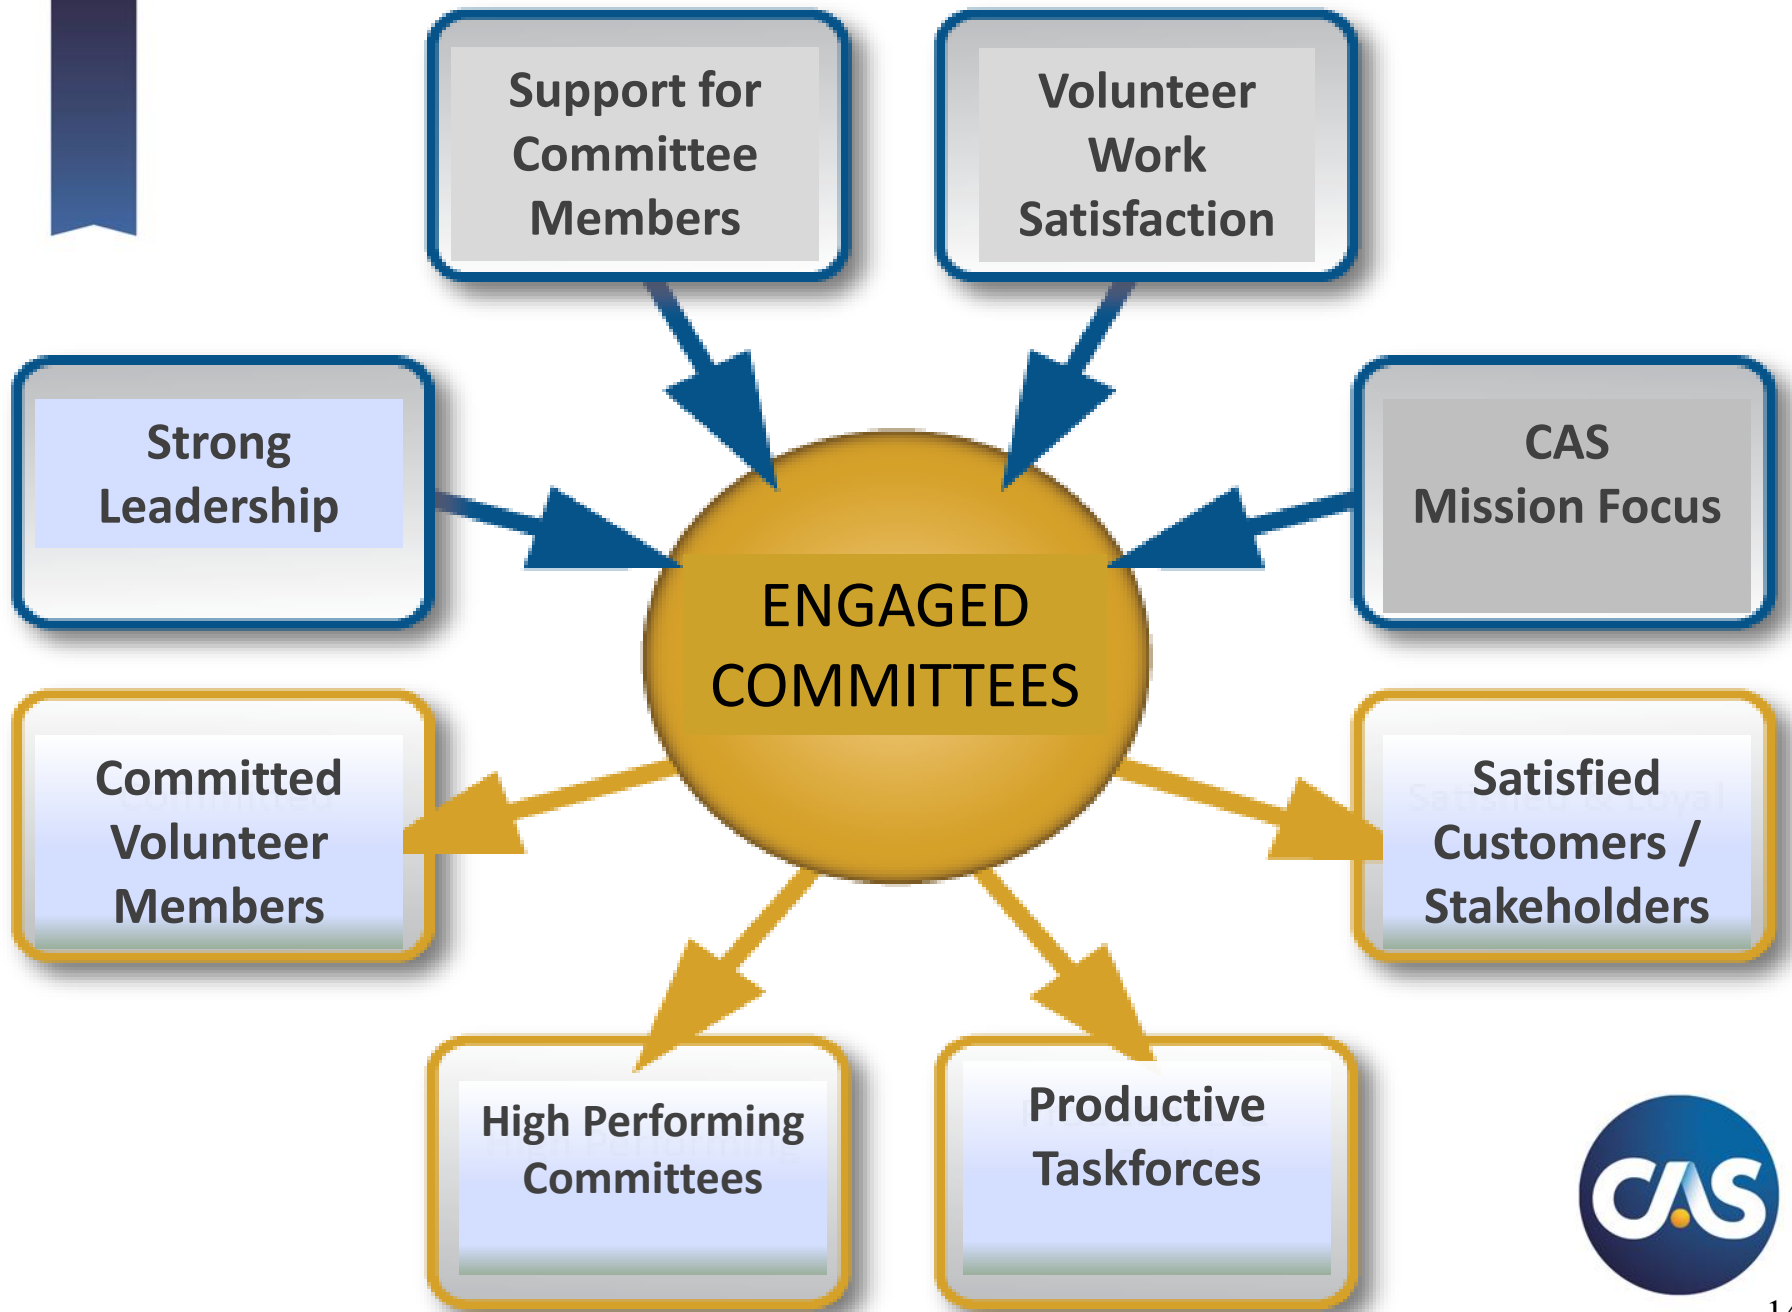 Support for
Committee
Members
Volunteer
Work
Satisfaction
Strong
Leadership
CAS
Mission Focus
ENGAGED
COMMITTEES
Committed
Volunteer
Members
Satisfied
Customers /
Stakeholders
High Performing
Committees
Productive
Taskforces
CAS